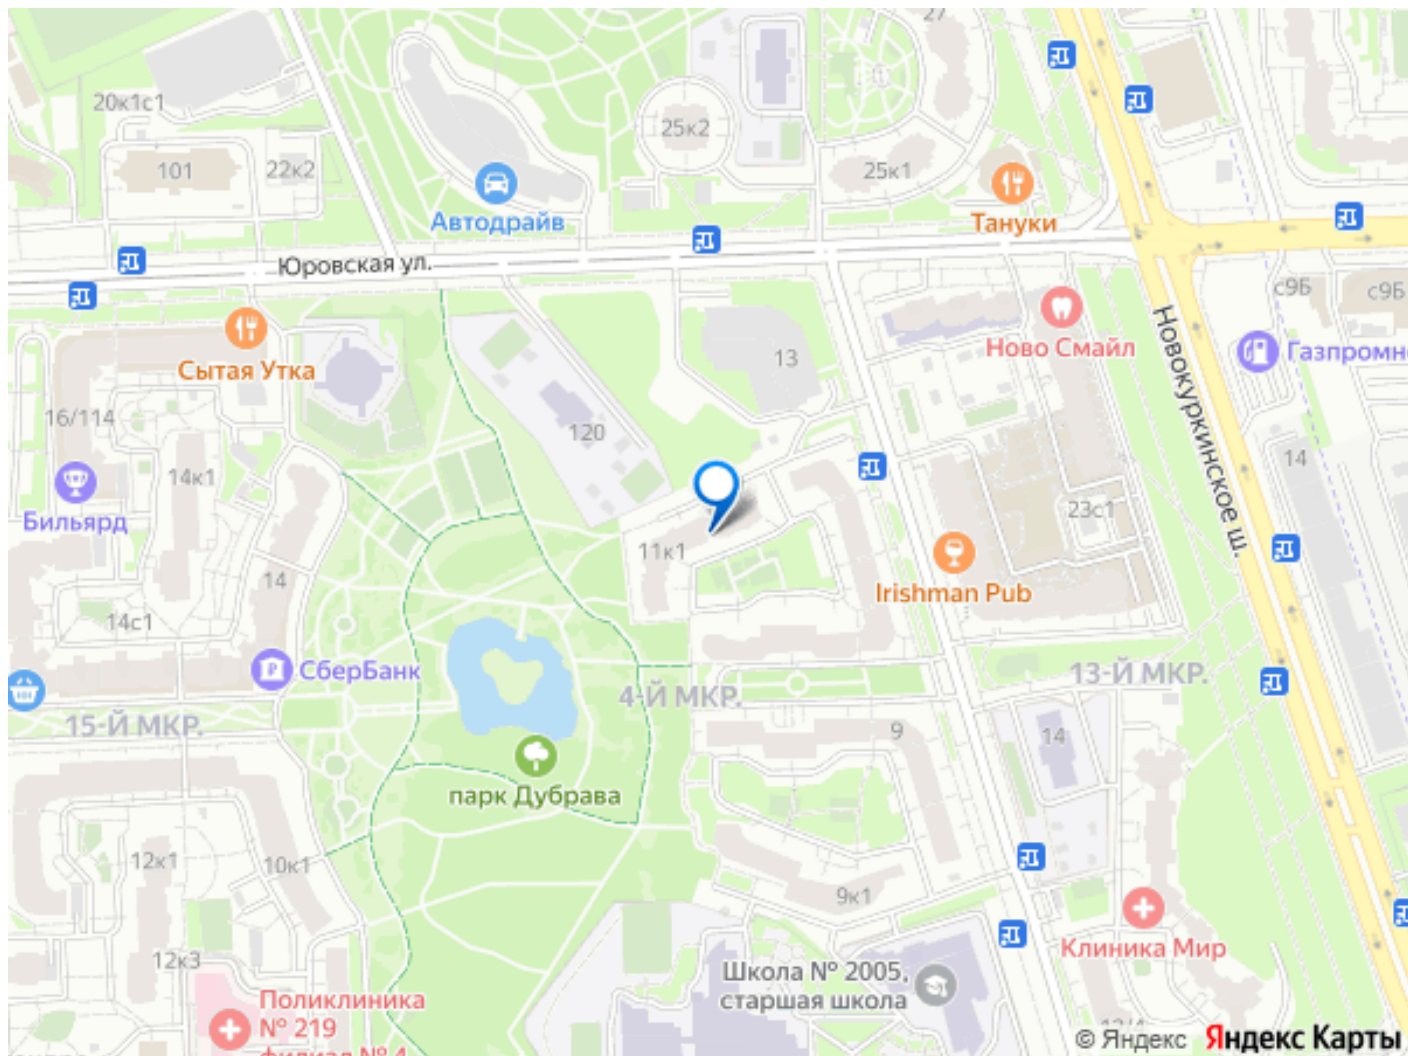 27
20к1с1
25к2
101
22к2
25к1
Автодрайв
Тануки
Юровская ул.
с9Б
с9Б
Ново Смайл
Новокуркинское ш.
Газпромн
Сытая Утка
13
16/114
120
14к1
14
Бильярд
23с1
11к1
14
Irishman Pub
14с1
СберБанк
13-Й МКР.
4-Й МКР.
15-Й МКР.
9
14
парк Дубрава
12к1
10к1
9к1
Клиника Мир
12к3
Школа № 2005,
старшая школа
Поликлиника
№ 219
филиал № 4
© Яндекс Яндекс Карты